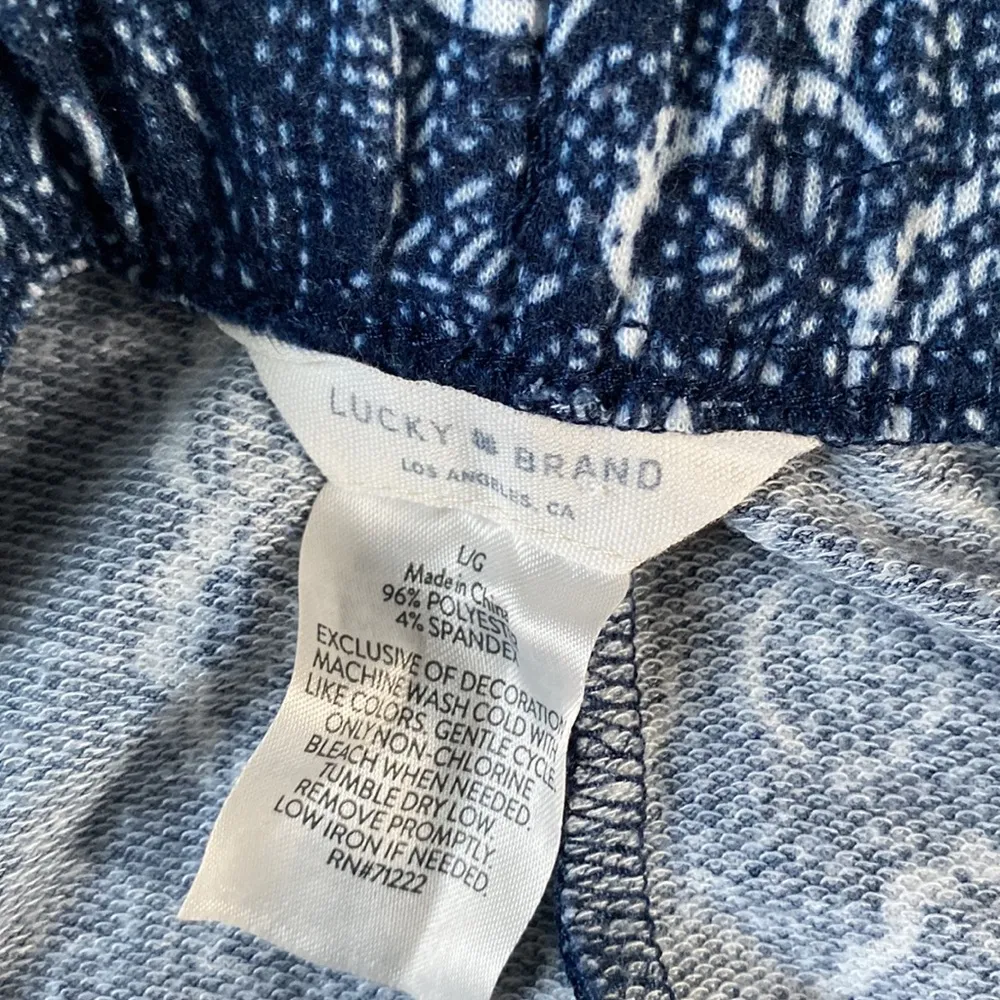 LUCKY BRAND
LOS ANGELES, CA
L/G
Made in China
96% POLYESTER
4% SPANDEX
EXCLUSIVE OF DECORATION
MACHINE WASH COLD WITH
LIKE COLORS, GENTLE CYCLE.
ONLY NON-CHLORINE
BLEACH WHEN NEEDED.
TUMBLE DRY LOW.
REMOVE PROMPTLY.
LOW IRON IF NEEDED.
RN#71222